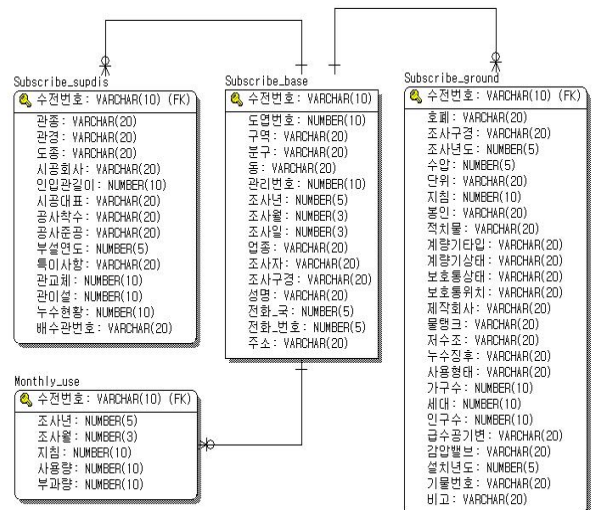 Subscribe_supdis
수전번호: VARCHAR(10) (FK)
관종: VARCHAR(20)
관경: VARCHAR(20)
도종: VARCHAR(20)
시공회사: VARCHAR(20)
인입관길이: NUMBER(10)
시공대표: VARCHAR(20)
공사착수: VARCHAR(20)
공사준공: VARCHAR(20)
부설연도: NUMBER(5)
특이사항: VARCHAR(20)
관교체: NUMBER(10)
관이설: NUMBER(10)
누수현황: NUMBER(10)
배수관번호: VARCHAR(20)
Monthly_use
수전번호: VARCHAR(10) (FK)
조사년: NUMBER(5)
조사월: NUMBER(3)
지침: NUMBER(10)
사용량: NUMBER(10)
부과량: NUMBER(10)
Subscribe_base
수전번호: VARCHAR(10)
도엽번호: NUMBER(10)
구역: VARCHAR(20)
분구: VARCHAR(20)
동: VARCHAR(20)
관리번호: NUMBER(10)
조사년: NUMBER(5)
조사월: NUMBER(3)
조사일: NUMBER(3)
업종: VARCHAR(20)
조사자: VARCHAR(20)
조사구경: VARCHAR(20)
성명: VARCHAR(20)
전화_국: NUMBER(5)
전화_번호: NUMBER(5)
주소: VARCHAR(20)
Subscribe_ground
수전번호: VARCHAR(10) (FK)
호폐: VARCHAR(20)
조사구경: VARCHAR(20)
조사년도: NUMBER(5)
수압: NUMBER(5)
단위: VARCHAR(20)
지침: NUMBER(10)
봉인: VARCHAR(20)
적치물: VARCHAR(20)
계량기타입: VARCHAR(20)
계량기상태: VARCHAR(20)
보호통상태: VARCHAR(20)
보호통위치: VARCHAR(20)
제작회사: VARCHAR(20)
물탱크: VARCHAR(20)
저수조: VARCHAR(20)
누수징후: VARCHAR(20)
사용형태: VARCHAR(20)
가구수: NUMBER(10)
세대: NUMBER(10)
인구수: NUMBER(10)
급수공기변: VARCHAR(20)
감압밸브: VARCHAR(20)
설치년도: NUMBER(5)
기물번호: VARCHAR(20)
비고: VARCHAR(20)